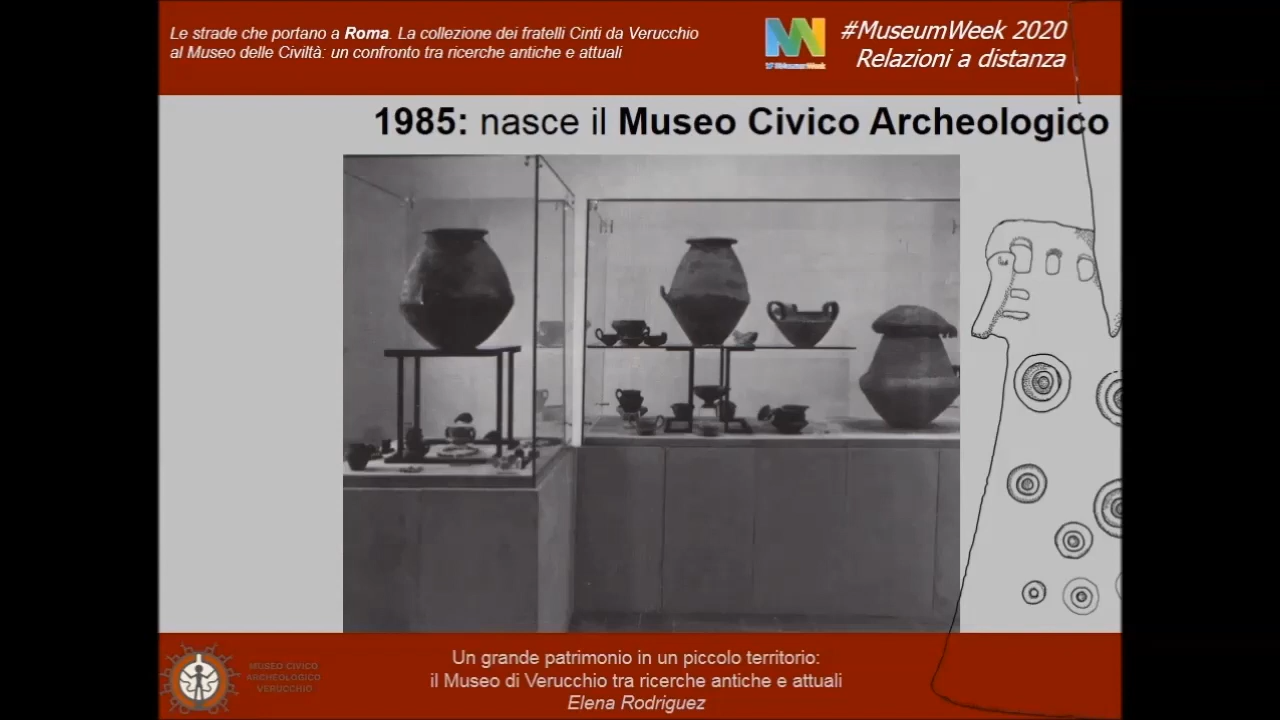 Le strade che portano a Roma. La collezione dei fratelli Cinti da Verucchio
al Museo delle Civiltà: un confronto tra ricerche antiche e attuali
#MuseumWeek 2020
Relazioni a distanza
1985: nasce il Museo Civico Archeologico
MUSEO CIVICO
ARCHEOLOGICO
VERUCCHIO
Un grande patrimonio in un piccolo territorio:
il Museo di Verucchio tra ricerche antiche e attuali
Elena Rodriguez